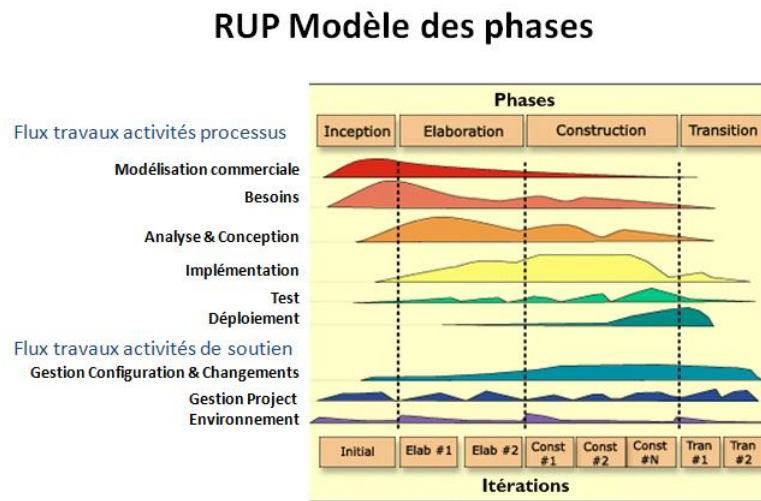 RUP Modèle des phases
Phases
Flux travaux activités processus
Inception
Elaboration
Construction
Transition
Modélisation commerciale
Besoins
Analyse & Conception
Implémentation
Test
Déploiement
Flux travaux activités de soutien
Gestion Configuration & Changements
Gestion Project
Environnement
Initial
Elab #1
Elab #2
Const
#1
Const
#2
Const
#N
Tran
#1
Tran
#2
Itérations